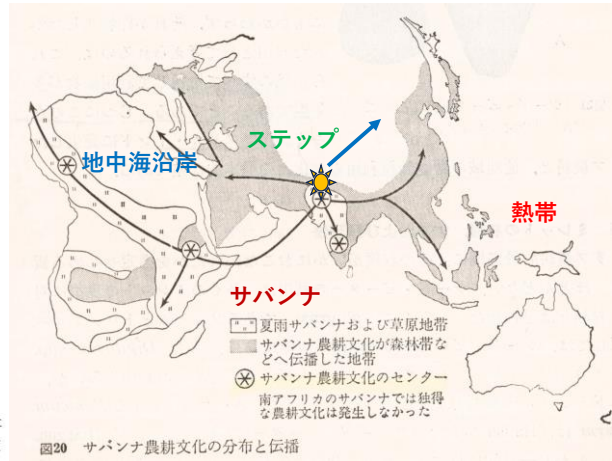 ステップ
地中海沿岸
熱帯
サバンナ
夏雨サバンナおよび草原地帯
サバンナ農耕文化が森林帯な
どへ伝播した地帯
サバンナ農耕文化のセンター
南アフリカのサバンナでは独得
な農耕文化は発生しなかった
図20 サバンナ農耕文化の分布と伝播